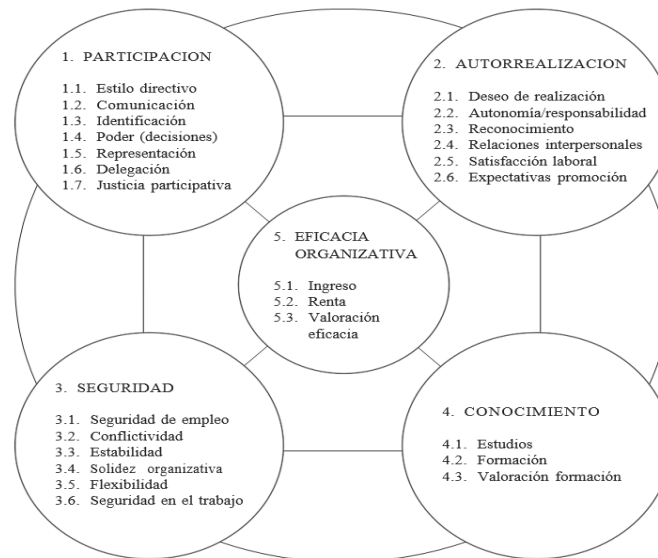 1. PARTICIPACION
1.1. Estilo directivo
1.2. Comunicación
1.3. Identificación
1.4. Poder (decisiones)
1.5. Representación
1.6. Delegación
1.7. Justicia participativa
2. AUTORREALIZACION
2.1. Deseo de realización
2.2. Autonomía/responsabilidad
2.3. Reconocimiento
2.4. Relaciones interpersonales
2.5. Satisfacción laboral
2.6. Expectativas promoción
5. EFICACIA
ORGANIZATIVA
5.1. Ingreso
5.2. Renta
5.3. Valoración
eficacia
3. SEGURIDAD
3.1. Seguridad de empleo
3.2. Conflictividad
3.3. Estabilidad
3.4. Solidez organizativa
3.5. Flexibilidad
3.6. Seguridad en el trabajo
4. CONOCIMIENTO
4.1. Estudios
4.2. Formación
4.3. Valoración formación